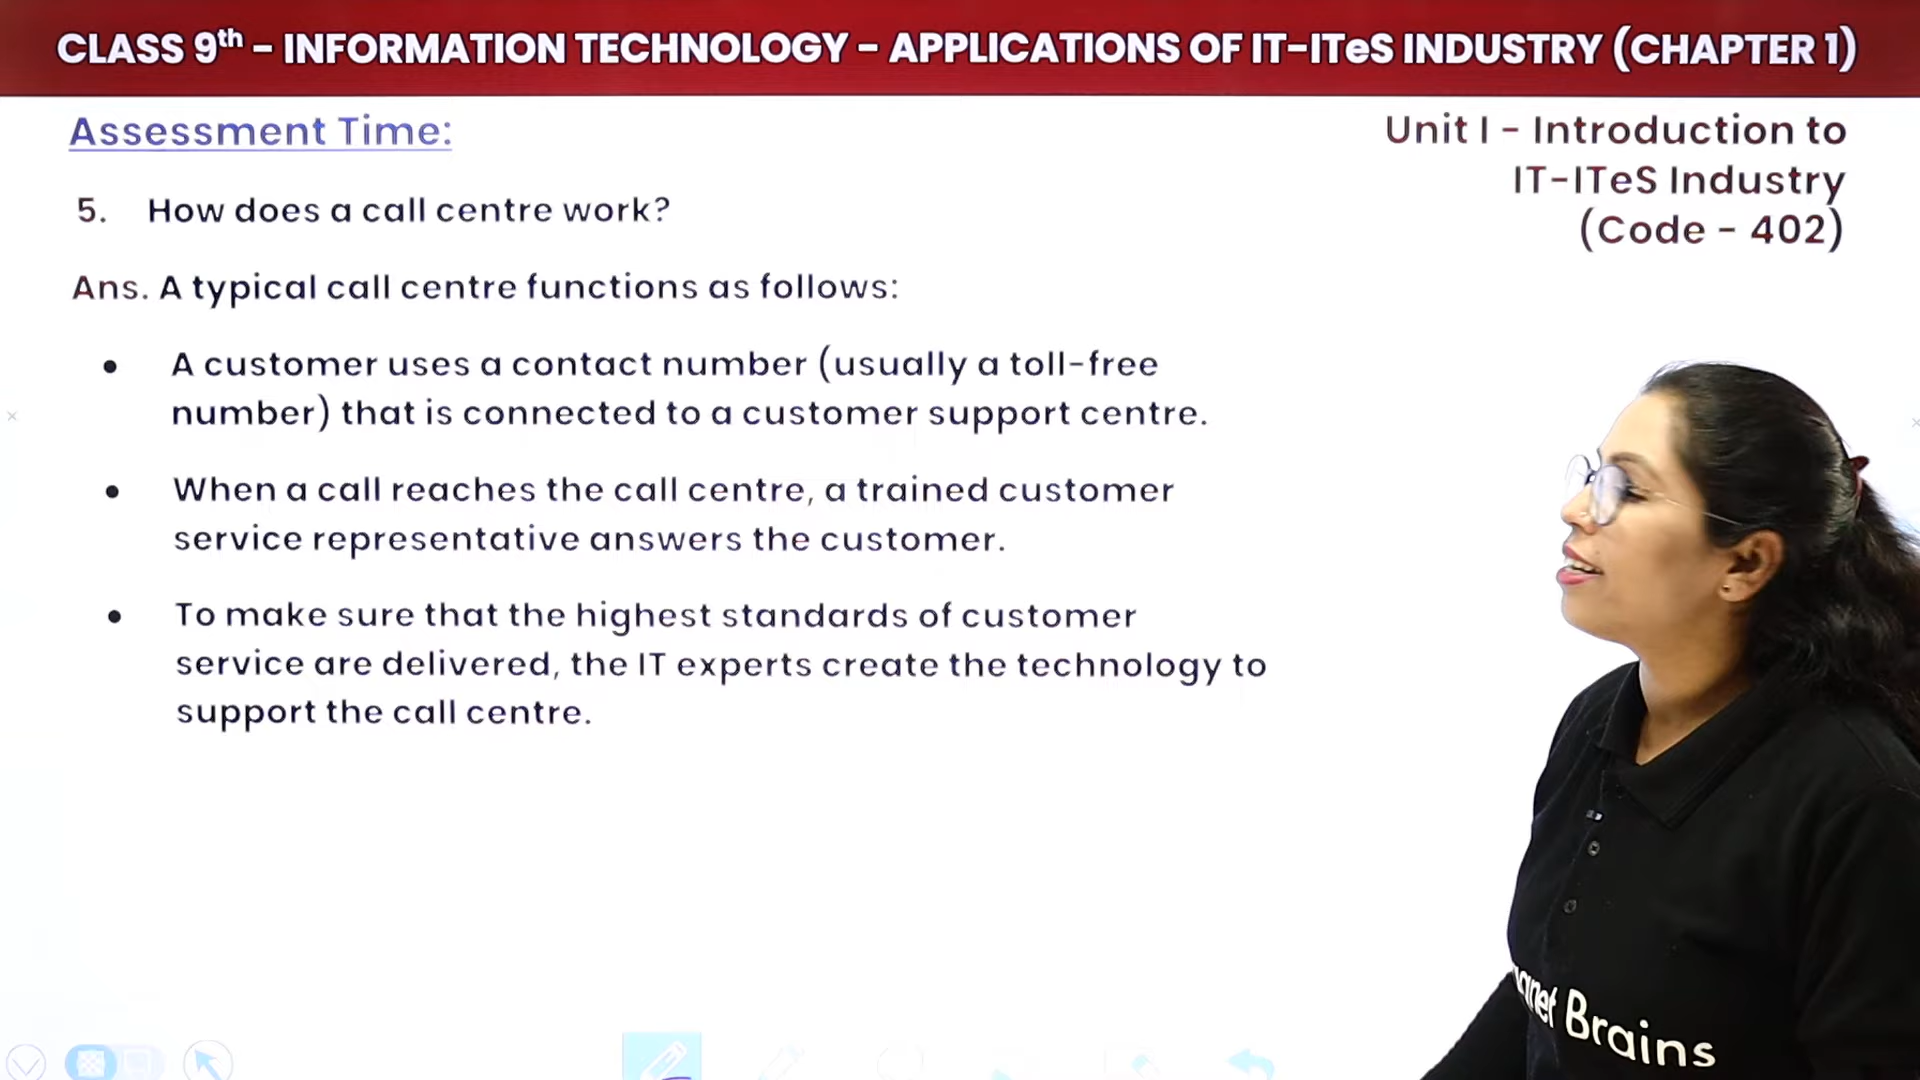 CLASS 9th - INFORMATION TECHNOLOGY - APPLICATIONS OF IT-ITeS INDUSTRY (CHAPTER 1)
Assessment Time:
Unit I - Introduction to
IT-ITeS Industry
(Code - 402)
5. How does a call centre work?
Ans. A typical call centre functions as follows:
• A customer uses a contact number (usually a toll-free
number) that is connected to a customer support centre.
• When a call reaches the call centre, a trained customer
service representative answers the customer.
• To make sure that the highest standards of customer
service are delivered, the IT experts create the technology to
support the call centre.
Brains